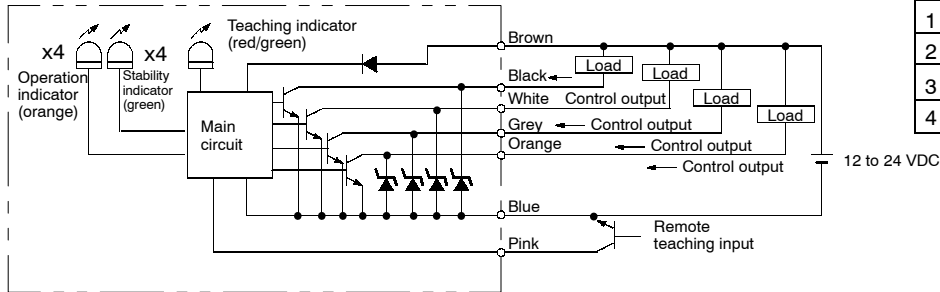 Teaching indicator
(red/green)
x4
x4
Operation
indicator
(orange)
Stability
indicator
(green)
Main
circuit
Brown
Load
Black
Load
White
Control output
Load
Grey
Control output
Load
Orange
Control output
Control output
12 to 24 VDC
Blue
Remote
teaching input
Pink
1
2
3
4